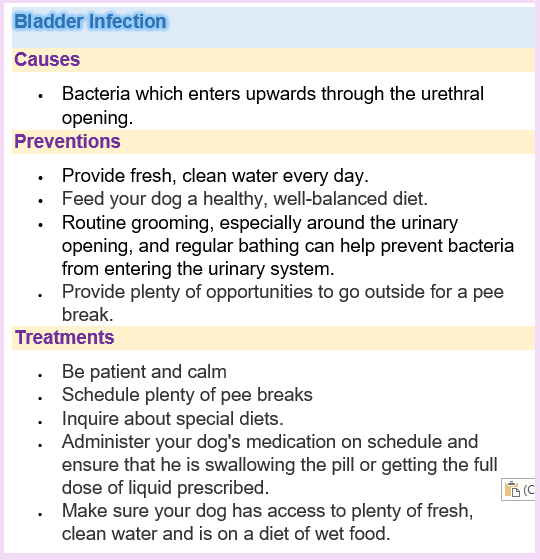 Bladder Infection
Causes
• Bacteria which enters upwards through the urethral
opening.
Preventions
• Provide fresh, clean water every day.
• Feed your dog a healthy, well-balanced diet.
• Routine grooming, especially around the urinary
opening, and regular bathing can help prevent bacteria
from entering the urinary system.
• Provide plenty of opportunities to go outside for a pee
break.
Treatments
• Be patient and calm
• Schedule plenty of pee breaks
• Inquire about special diets.
• Administer your dog's medication on schedule and
ensure that he is swallowing the pill or getting the full
dose of liquid prescribed.
• Make sure your dog has access to plenty of fresh,
clean water and is on a diet of wet food.